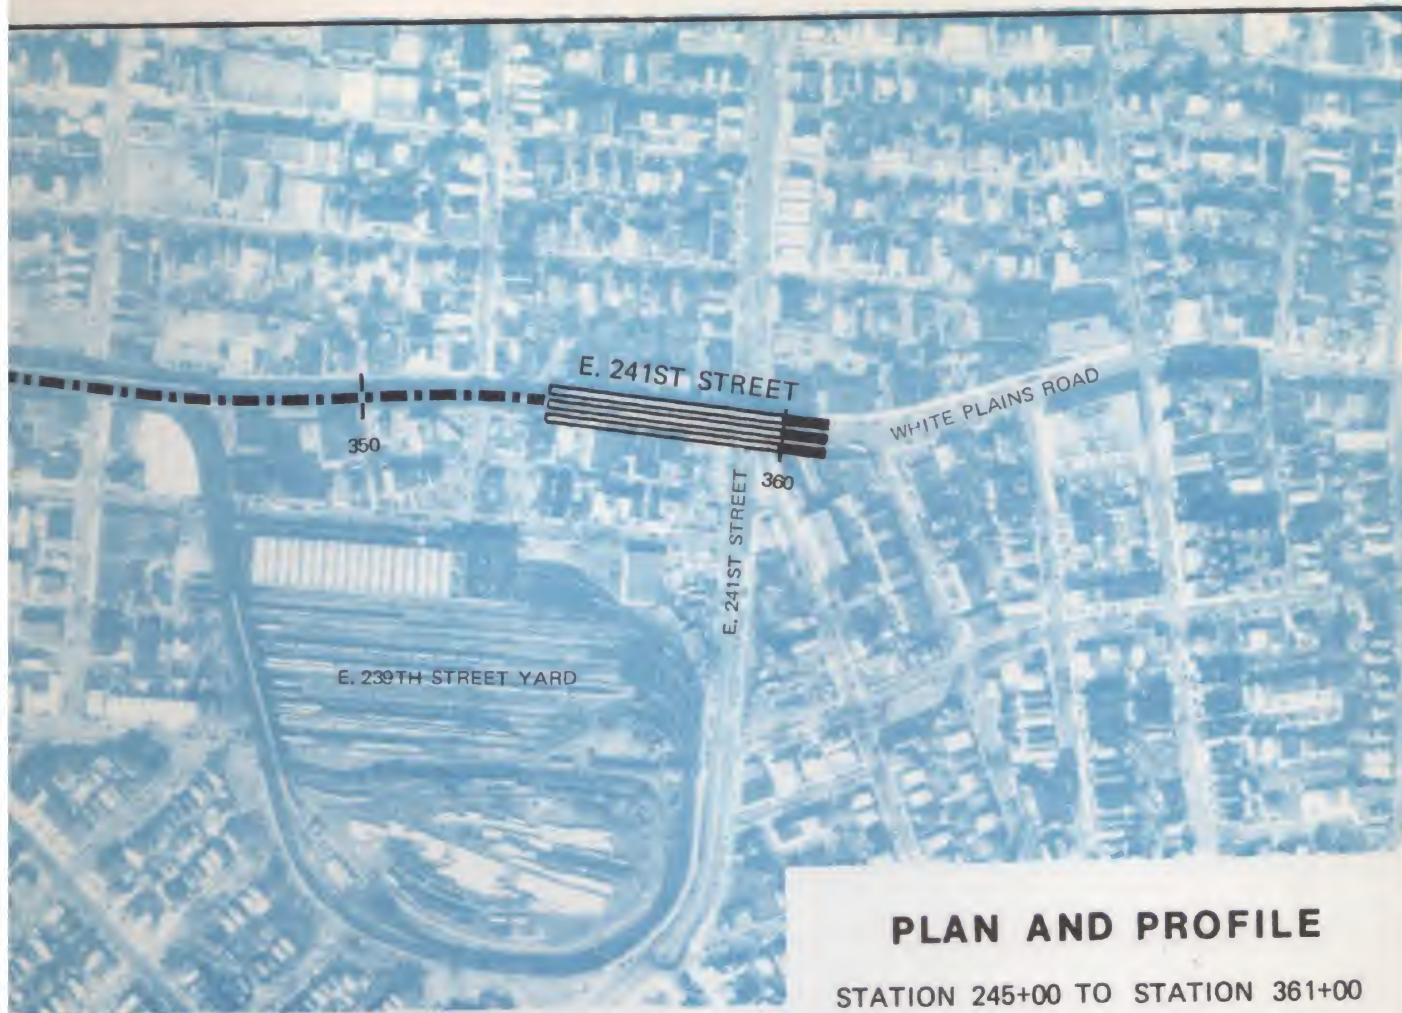 E. 241ST STREET
WHITE PLAINS ROAD
350
360
E. 241ST STREET
E. 239TH STREET YARD
PLAN AND PROFILE
STATION 245+00 TO STATION 361+00